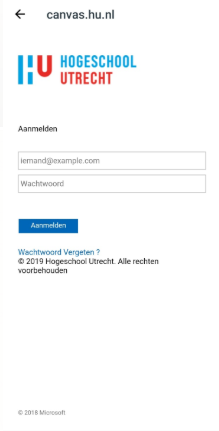 canvas.hu.nl
HU HOGESCHOOL
UTRECHT
Aanmelden
iemand@example.com
Wachtwoord
Aanmelden
Wachtwoord Vergeten ?
© 2019 Hogeschool Utrecht. Alle rechten
voorbehouden
© 2018 Microsoft